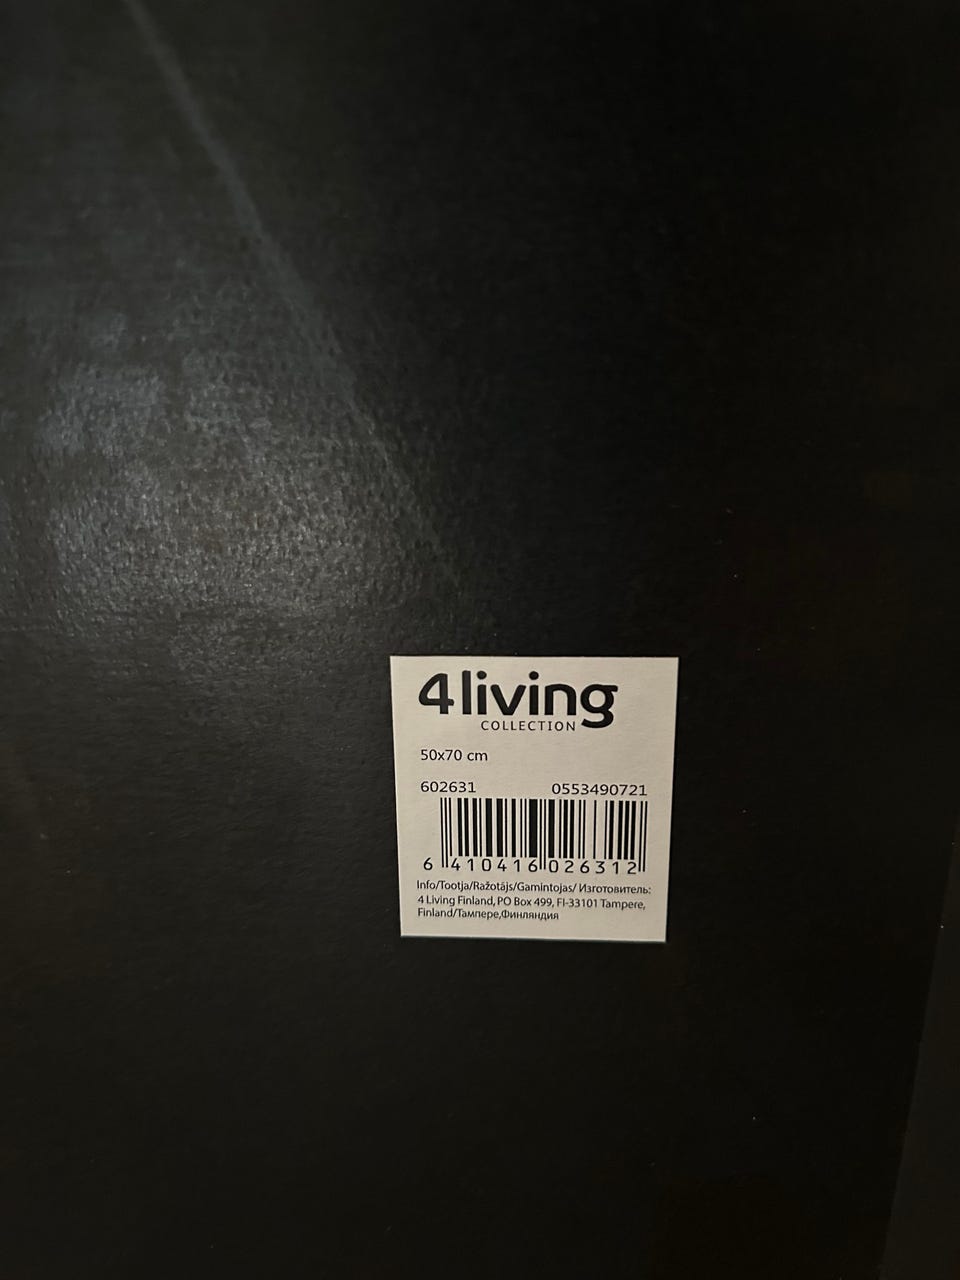 4living
COLLECTION
50x70 cm
602631 0553490721
6 410416 026312
Info/Tootja/Ražotājs/Gamintojas/ Изготовитель:
4 Living Finland, PO Box 499, FI-33101 Tampere,
Finland/Тампере,Финляндия